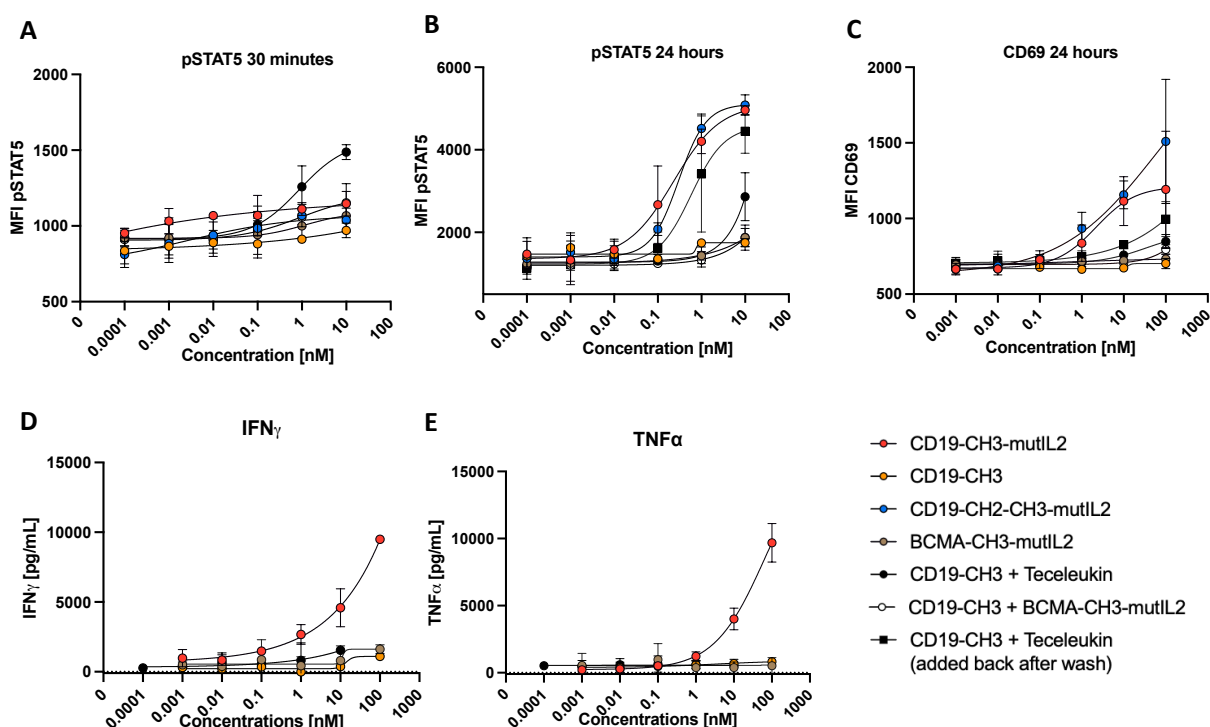 A
pSTAT5 30 minutes
2000
1500
1000
500
MFI pSTAT5
0
0.0001
0.001
0.01
0.1
1
10
100
Concentration [nM]
B
pSTAT5 24 hours
6000
4000
2000
MFI pSTAT5
0
0.0001
0.001
0.01
0.1
1
10
100
Concentration [nM]
C
CD69 24 hours
2000
1500
1000
500
MFI CD69
0
0.001
0.01
0.1
1
10
100
1000
Concentration [nM]
D
IFNγ
15000
10000
5000
0
IFNγ [pg/mL]
0
0.0001
0.001
0.01
0.1
1
10
100
Concentrations [nM]
E
TNFα
15000
10000
5000
0
TNFα [pg/mL]
0
0.0001
0.001
0.01
0.1
1
10
100
Concentrations [nM]
CD19-CH3-mutIL2
CD19-CH3
CD19-CH2-CH3-mutIL2
BCMA-CH3-mutIL2
CD19-CH3 + Teceleukin
CD19-CH3 + BCMA-CH3-mutIL2
CD19-CH3 + Teceleukin
(added back after wash)